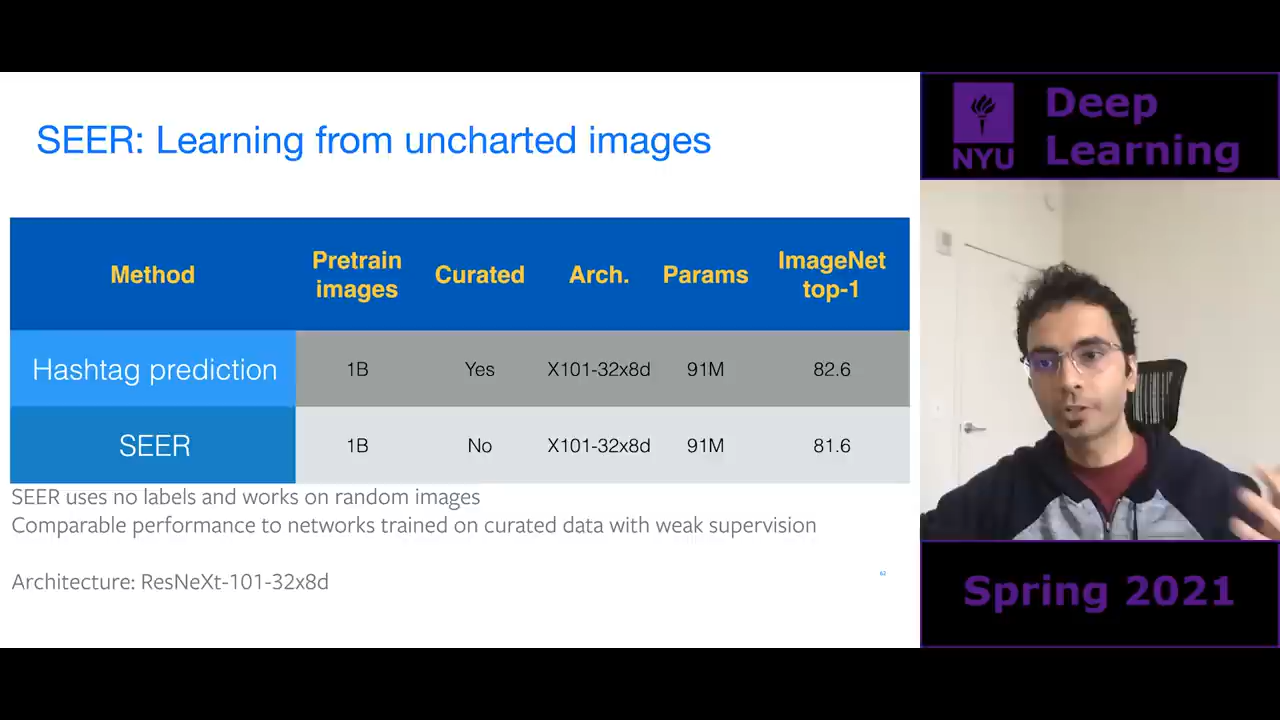 SEER: Learning from uncharted images
Method
Pretrain
images
Curated
Arch.
Params
ImageNet
top-1
Hashtag prediction
1B
Yes
X101-32x8d
91M
82.6
SEER
1B
No
X101-32x8d
91M
81.6
SEER uses no labels and works on random images
Comparable performance to networks trained on curated data with weak supervision
Architecture: ResNeXt-101-32x8d
62
NYU
Deep
Learning
Spring 2021